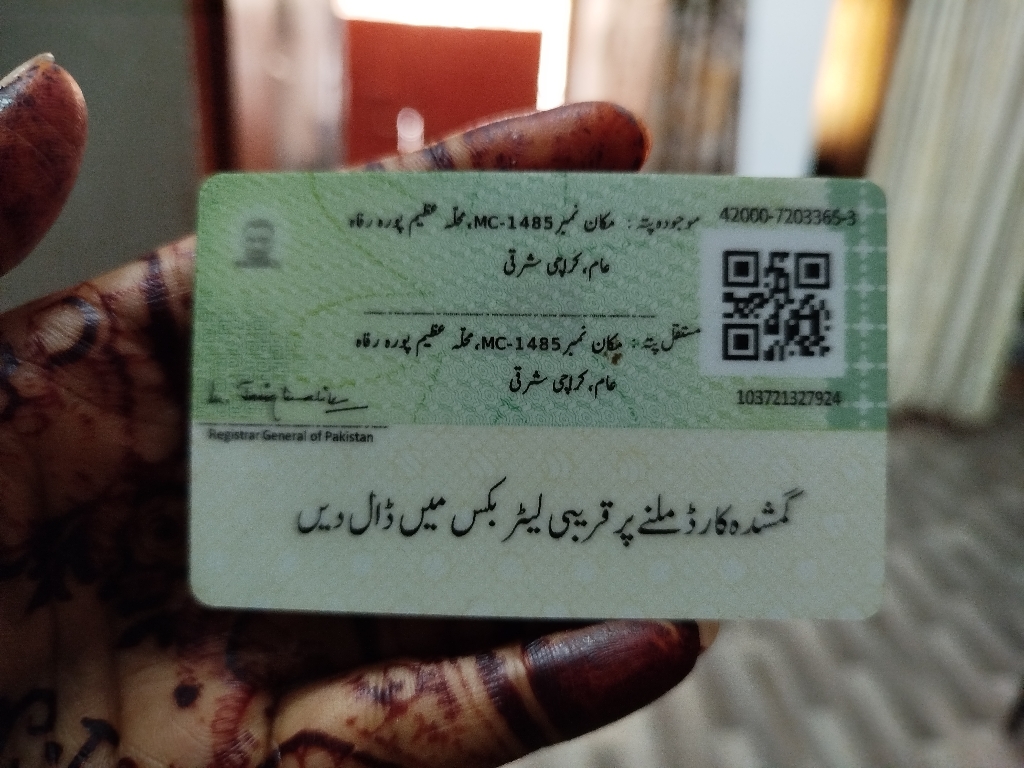 42000-7203365-3
موجودہ پتہ : مکان نمبر MC-1485، محلّہ عظیم پورہ رفاہ
عام، کراچی شرقی
مستقل پتہ : مکان نمبر MC-1485، محلّہ عظیم پورہ رفاہ
عام، کراچی شرقی
103721327924
Registrar General of Pakistan
گمشدہ کارڈ ملنے پر قریبی لیٹر بکس میں ڈال دیں